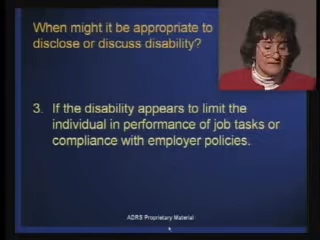 When might it be appropriate to
disclose or discuss disability?
3. If the disability appears to limit the
individual in performance of job tasks or
compliance with employer policies.
ADRS Proprietary Material